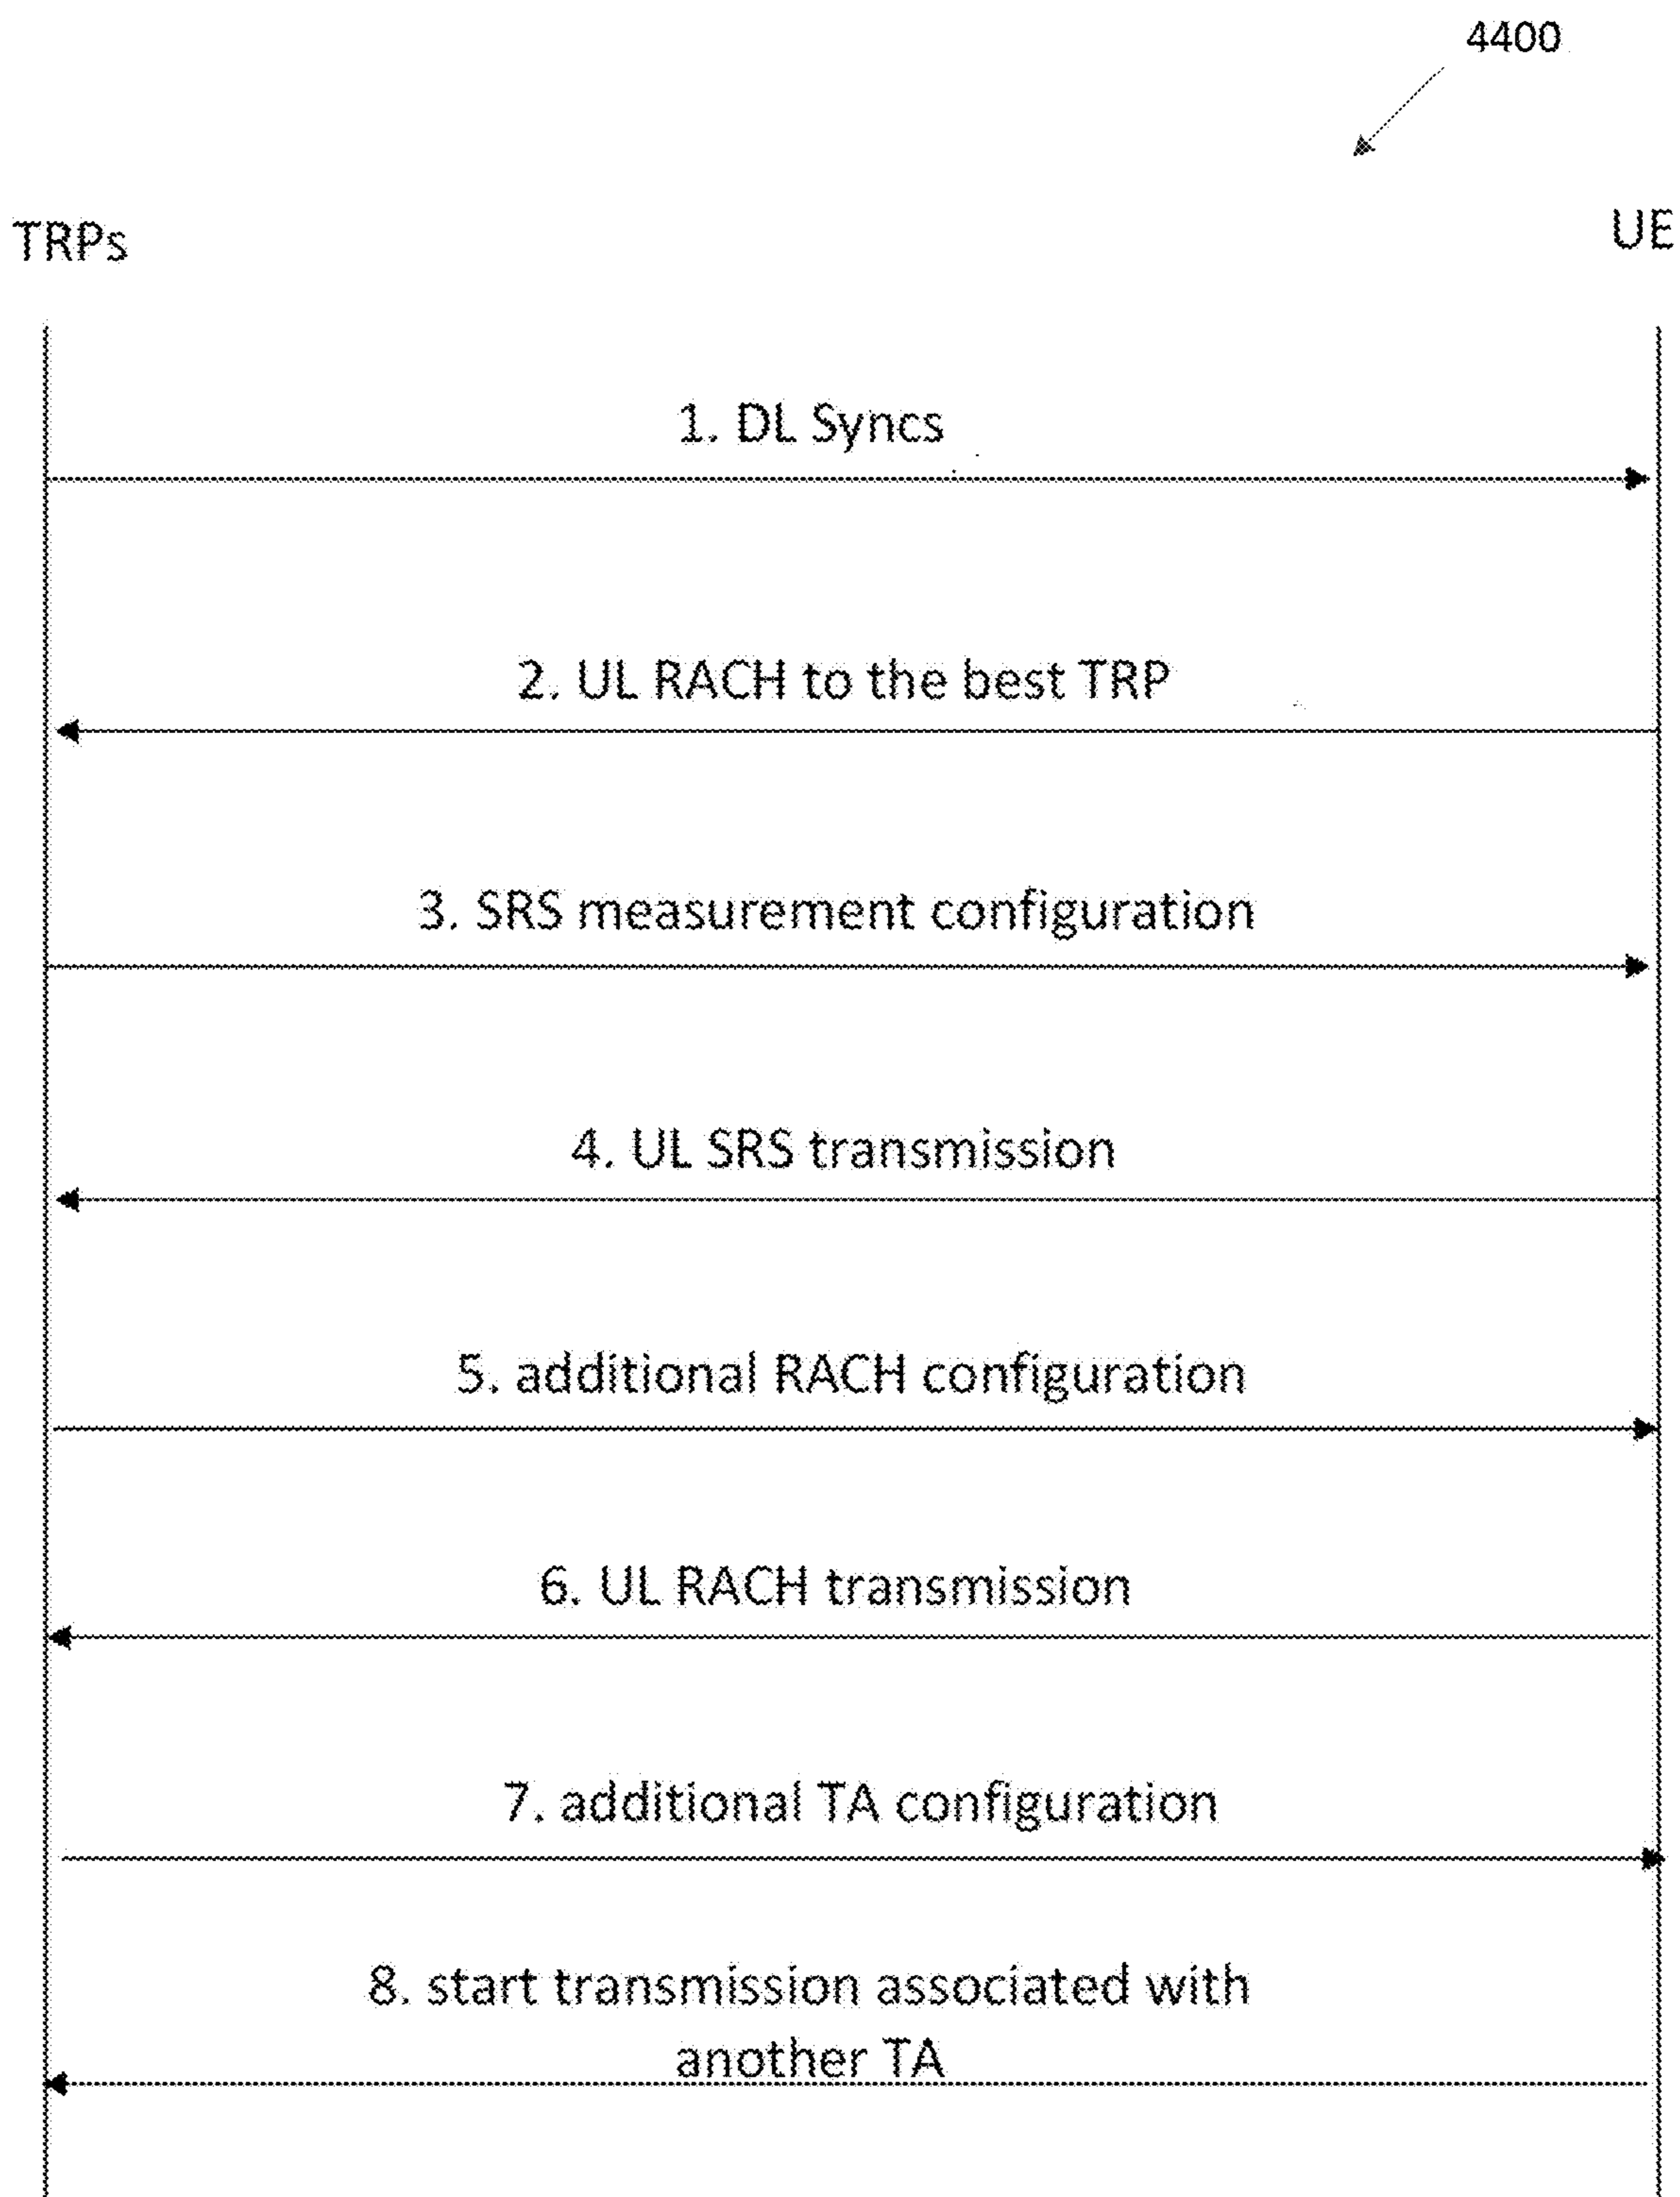 4400
TRPs
UE
1. DL Syncs
2. UL RACH to the best TRP
3. SRS measurement configuration
4. UL SRS transmission
5. additional RACH configuration
6. UL RACH transmission
7. additional TA configuration
8. start transmission associated with
another TA